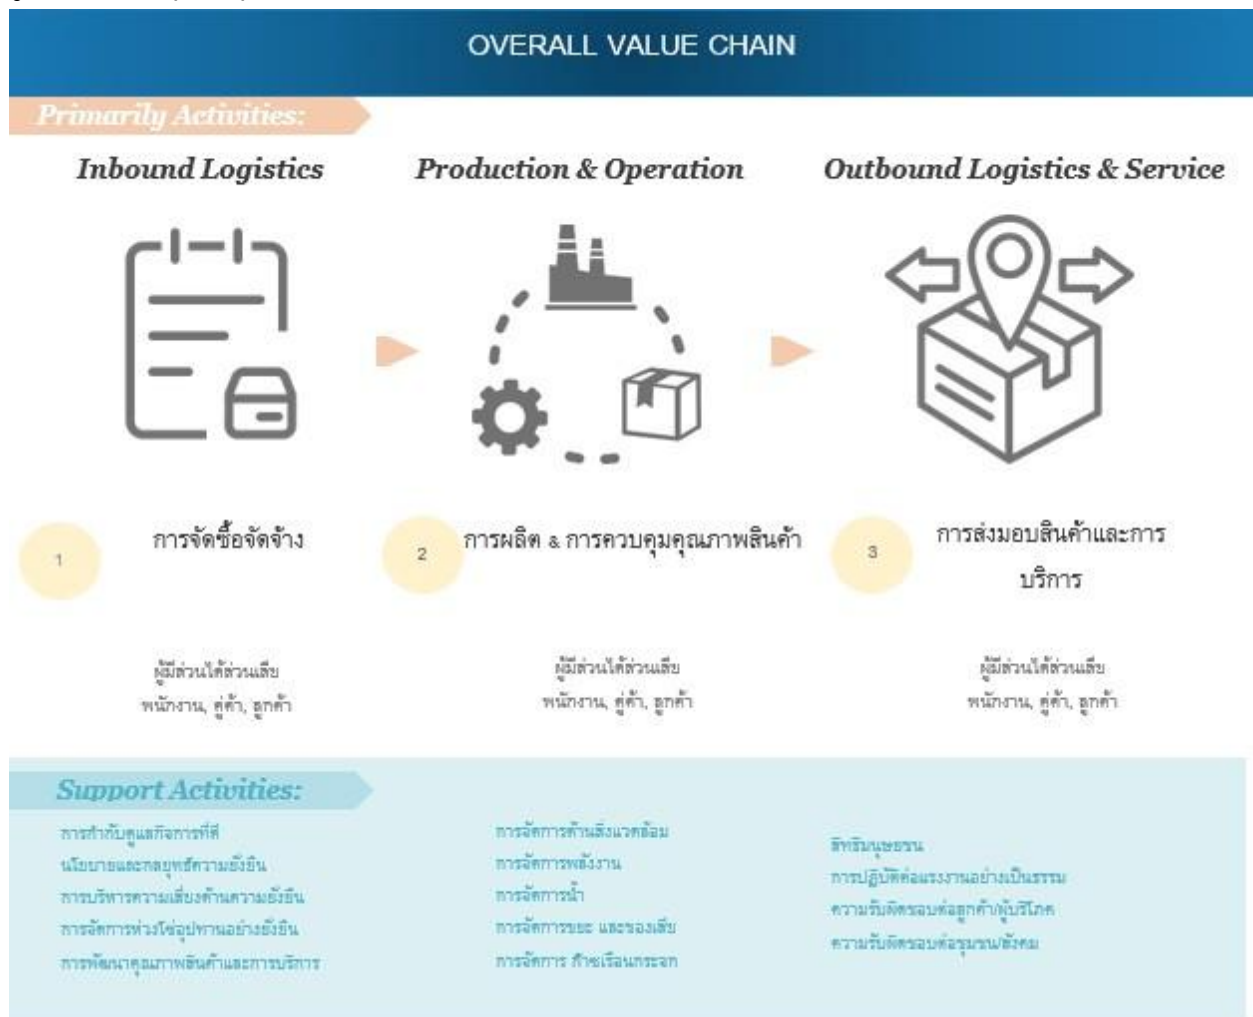 OVERALL VALUE CHAIN
Primarily Activities:
Inbound Logistics
Production & Operation
Outbound Logistics & Service
1
การจัดซื้อจัดจ้าง
2
การผลิต & การควบคุมคุณภาพสินค้า
3
การส่งมอบสินค้าและการ
บริการ
ผู้มีส่วนได้ส่วนเสีย
พนักงาน, คู่ค้า, ลูกค้า
ผู้มีส่วนได้ส่วนเสีย
พนักงาน, คู่ค้า, ลูกค้า
ผู้มีส่วนได้ส่วนเสีย
พนักงาน, คู่ค้า, ลูกค้า
Support Activities:
การกำกับดูแลกิจการที่ดี
นโยบายและกลยุทธ์ความยั่งยืน
การบริหารความเสี่ยงด้านความยั่งยืน
การจัดการห่วงโซ่อุปทานอย่างยั่งยืน
การพัฒนาคุณภาพสินค้าและการบริการ
การจัดการด้านสิ่งแวดล้อม
การจัดการพลังงาน
การจัดการน้ำ
การจัดการขยะ และของเสีย
การจัดการ ก๊าซเรือนกระจก
สิทธิมนุษยชน
การปฏิบัติต่อแรงงานอย่างเป็นธรรม
ความรับผิดชอบต่อลูกค้า/ผู้บริโภค
ความรับผิดชอบต่อชุมชน/สังคม